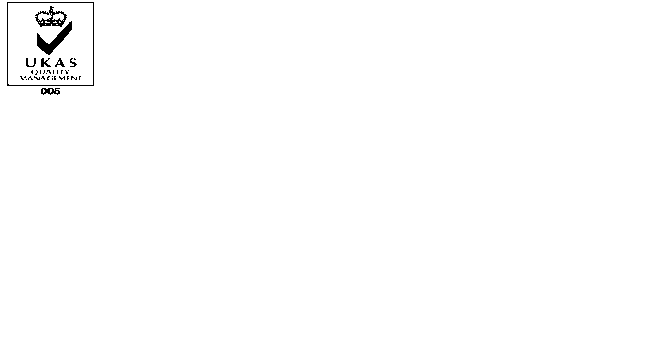 UKAS
QUALITY
MANAGEMENT
005